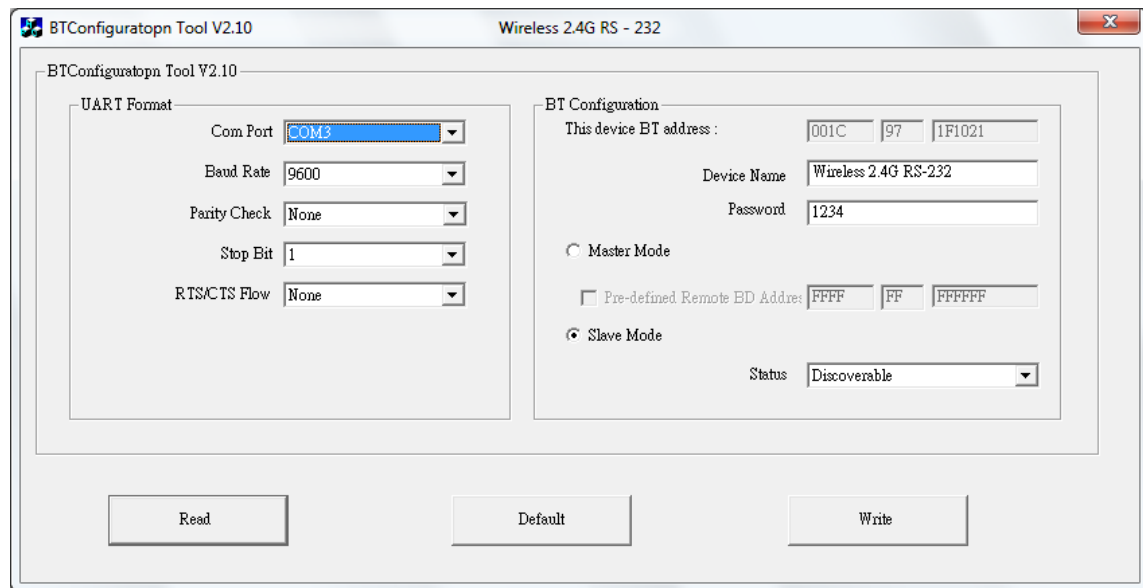 BTConfiguratopn Tool V2.10 Wireless 2.4G RS - 232
BTConfiguratopn Tool V2.10
UART Format
Com Port COM3
Baud Rate 9600
Parity Check None
Stop Bit 1
RTS/CTS Flow None
BT Configuration
This device BT address : 001C 97 1F1021
Device Name Wireless 2.4G RS-232
Password 1234
Master Mode
Pre-defined Remote BD Addres FFFF FF FFFFFF
Slave Mode
Status Discoverable
Read Default Write